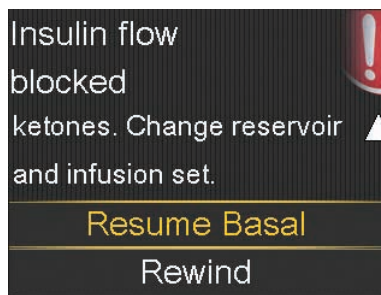 Insulin flow
blocked
ketones. Change reservoir
and infusion set.
Resume Basal
Rewind